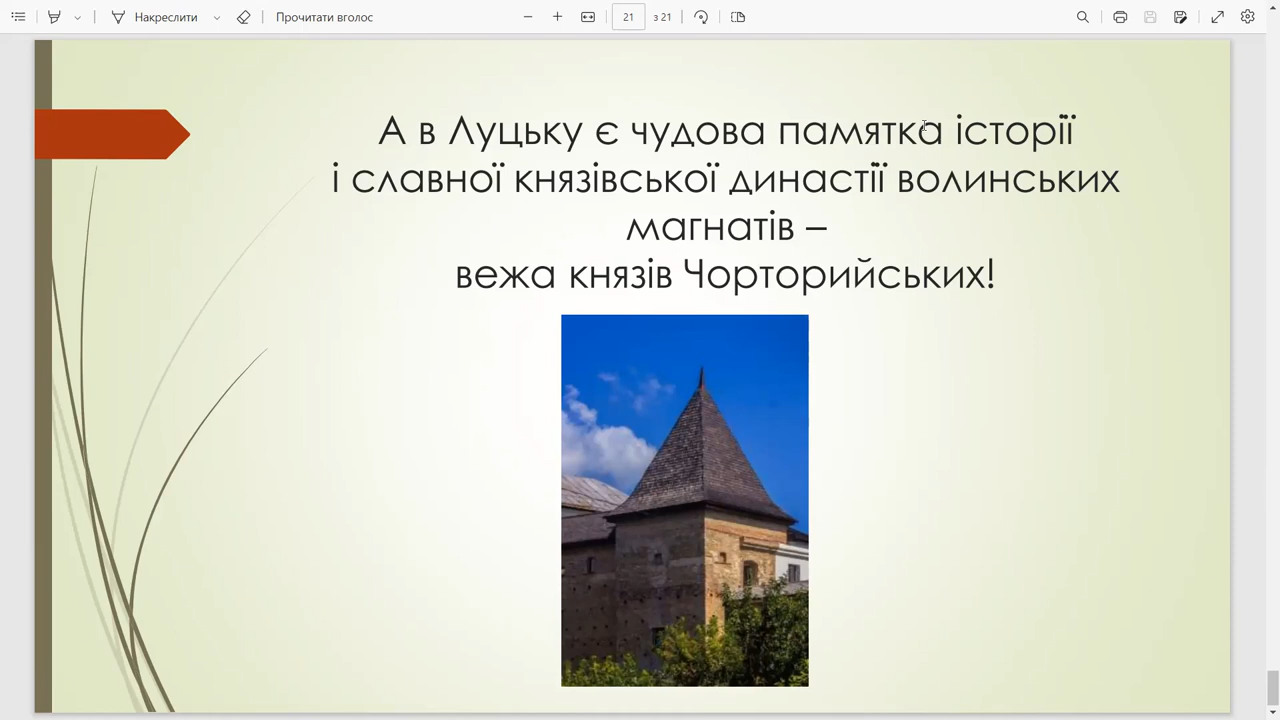 Накреслити
Прочитати вголос
21
з 21
А в Луцьку є чудова памятка історії
і славної князівської династії волинських
магнатів –
вежа князів Чорторийських!